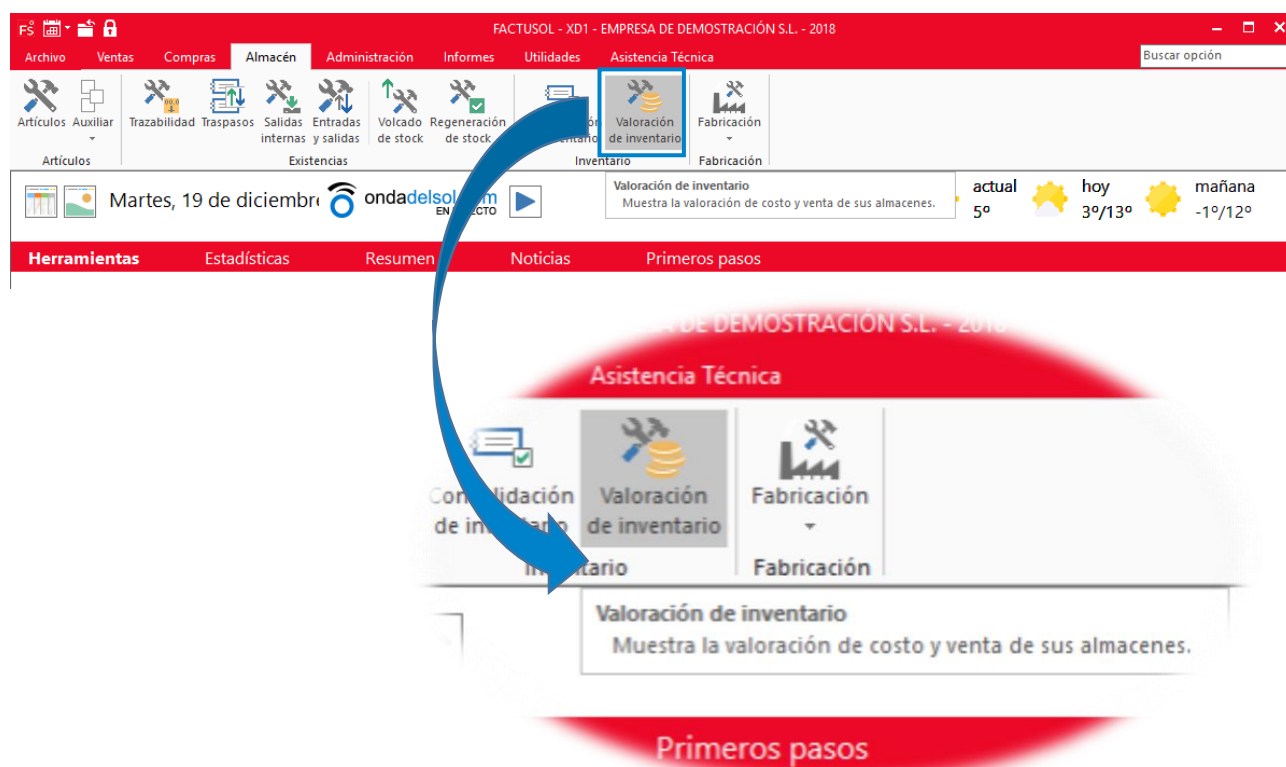 FS
FACTUSOL - XD1 - EMPRESA DE DEMOSTRACIÓN S.L. - 2018
Archivo Ventas Compras Almacén Administración Informes Utilidades Asistencia Técnica Buscar opción
Artículos Auxiliar Trazabilidad Traspasos Salidas internas Entradas y salidas Volcado de stock Regeneración de stock Valoración de inventario Fabricación
Artículos Existencias Inventario Fabricación
Martes, 19 de diciembre
ondadelsol
Valoración de inventario
Muestra la valoración de costo y venta de sus almacenes.
actual hoy mañana
5º 3º/13º -1º/12º
Herramientas Estadísticas Resumen Noticias Primeros pasos
DE DEMOSTRACIÓN S.L. - 2018
Asistencia Técnica
Valoración Fabricación
de inventario
Fabricación
Valoración de inventario
Muestra la valoración de costo y venta de sus almacenes.
Primeros pasos